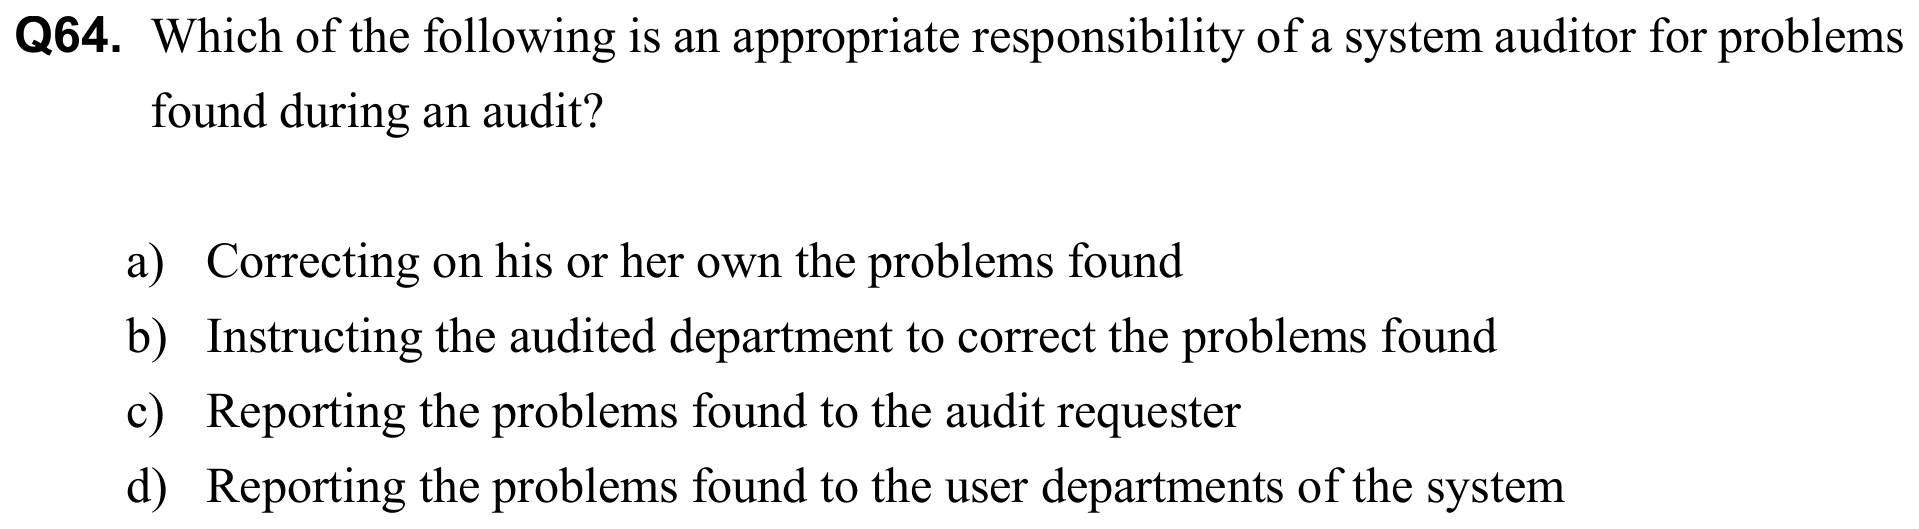 Q64. Which of the following is an appropriate responsibility of a system auditor for problems
found during an audit?
a) Correcting on his or her own the problems found
b) Instructing the audited department to correct the problems found
c) Reporting the problems found to the audit requester
d) Reporting the problems found to the user departments of the system